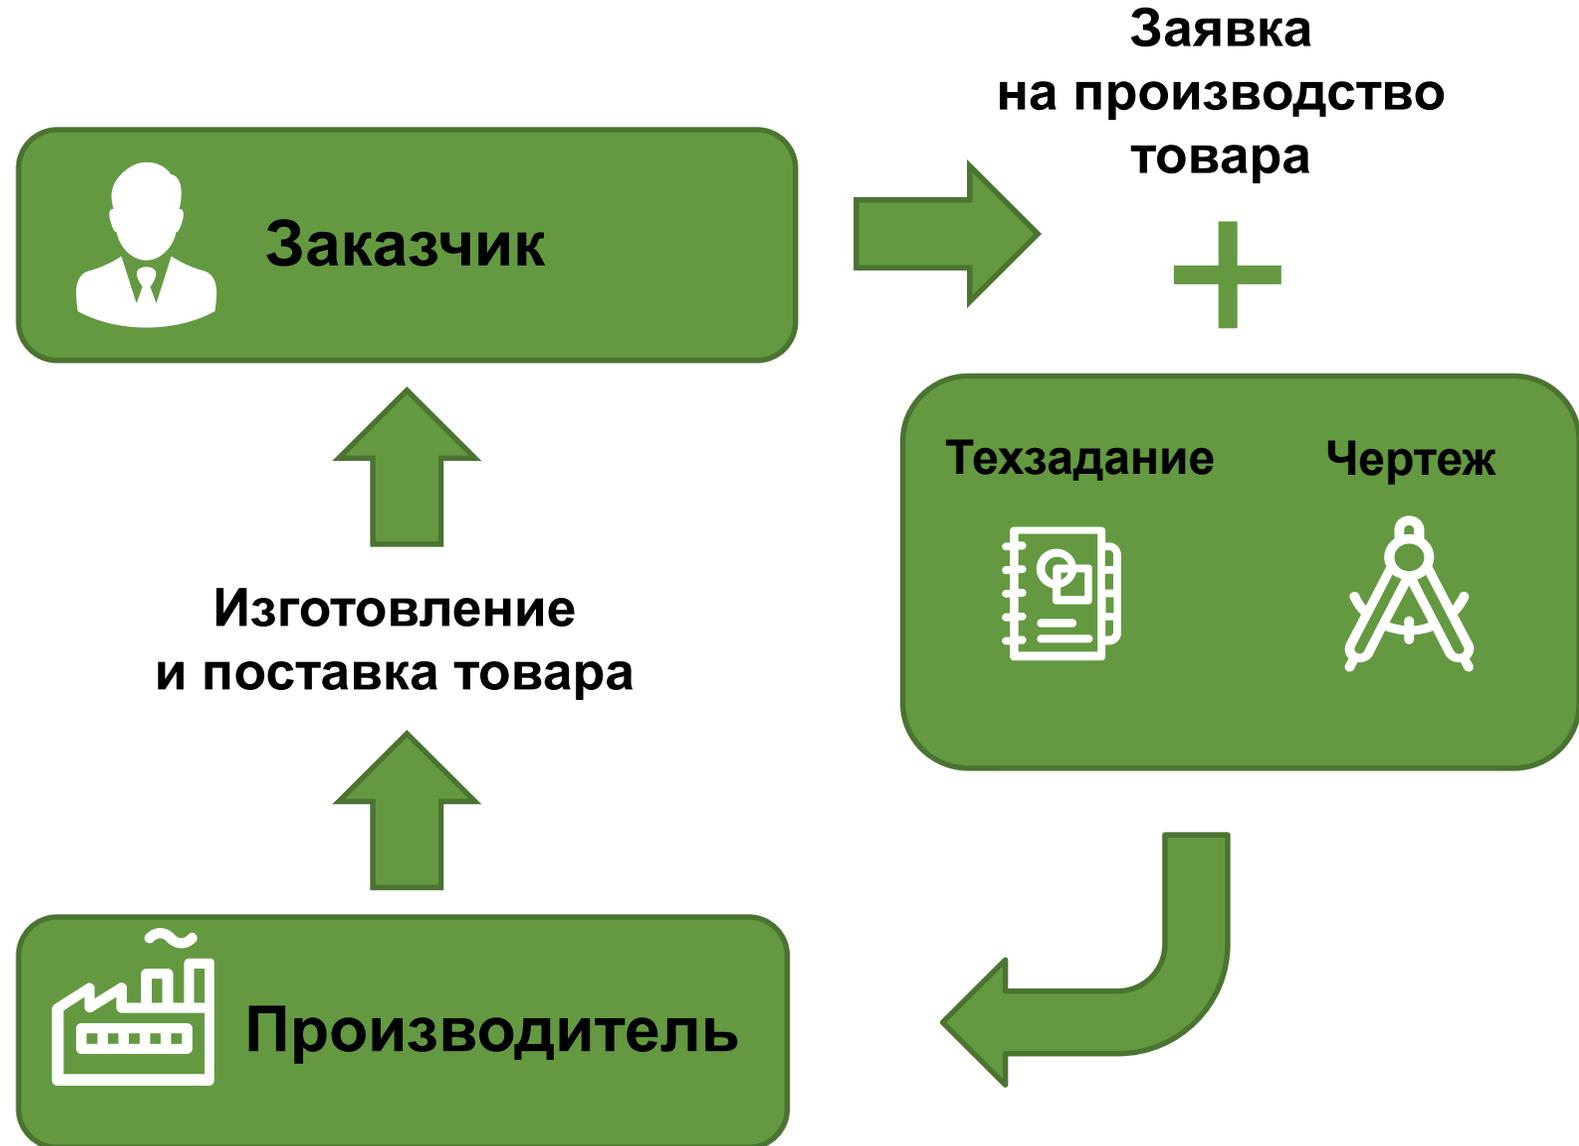 Заявка
на производство
товара
Заказчик
Техзадание
Чертеж
Изготовление
и поставка товара
Производитель